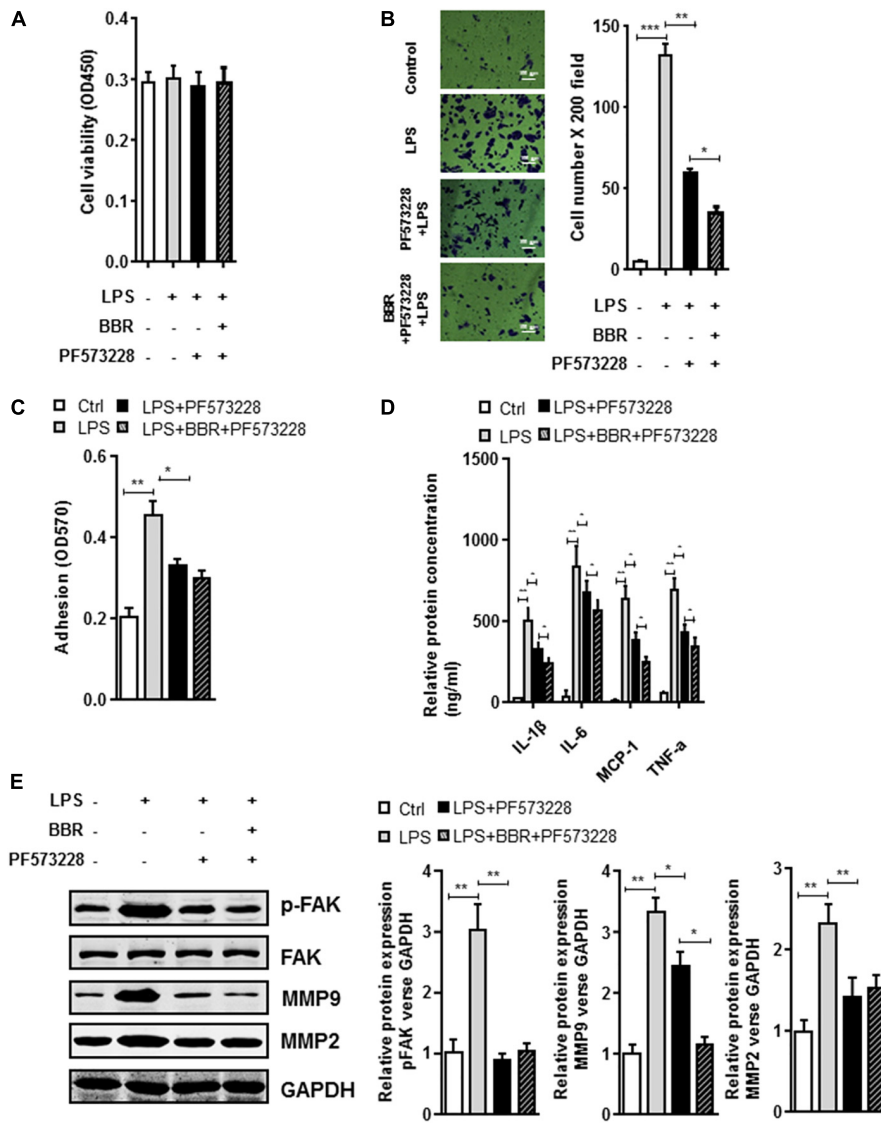 A
Cell viability (OD450)
0.4
0.3
0.2
0.1
0.0
LPS - + + +
BBR - - - +
PF573228 - - + +
B
Control
LPS
PF573228
+LPS
BBR
+PF573228
+LPS
Cell number X 200 field
150
100
50
0
*** **
*
LPS - + + +
BBR - - - +
PF573228 - - + +
C
Ctrl LPS+PF573228
LPS LPS+BBR+PF573228
Adhesion (OD570)
0.6
0.4
0.2
0.0
** *
D
Ctrl LPS+PF573228
LPS LPS+BBR+PF573228
Relative protein concentration
(ng/ml)
1500
1000
500
0
IL-1β
IL-6
MCP-1
TNF-a
E
LPS - + + +
BBR - - - +
PF573228 - - + +
p-FAK
FAK
MMP9
MMP2
GAPDH
Ctrl LPS+PF573228
LPS LPS+BBR+PF573228
Relative protein expression
pFAK verse GAPDH
4
3
2
1
0
** **
Relative protein expression
MMP9 verse GAPDH
4
3
2
1
0
** *
*
Relative protein expression
MMP2 verse GAPDH
3
2
1
0
** **